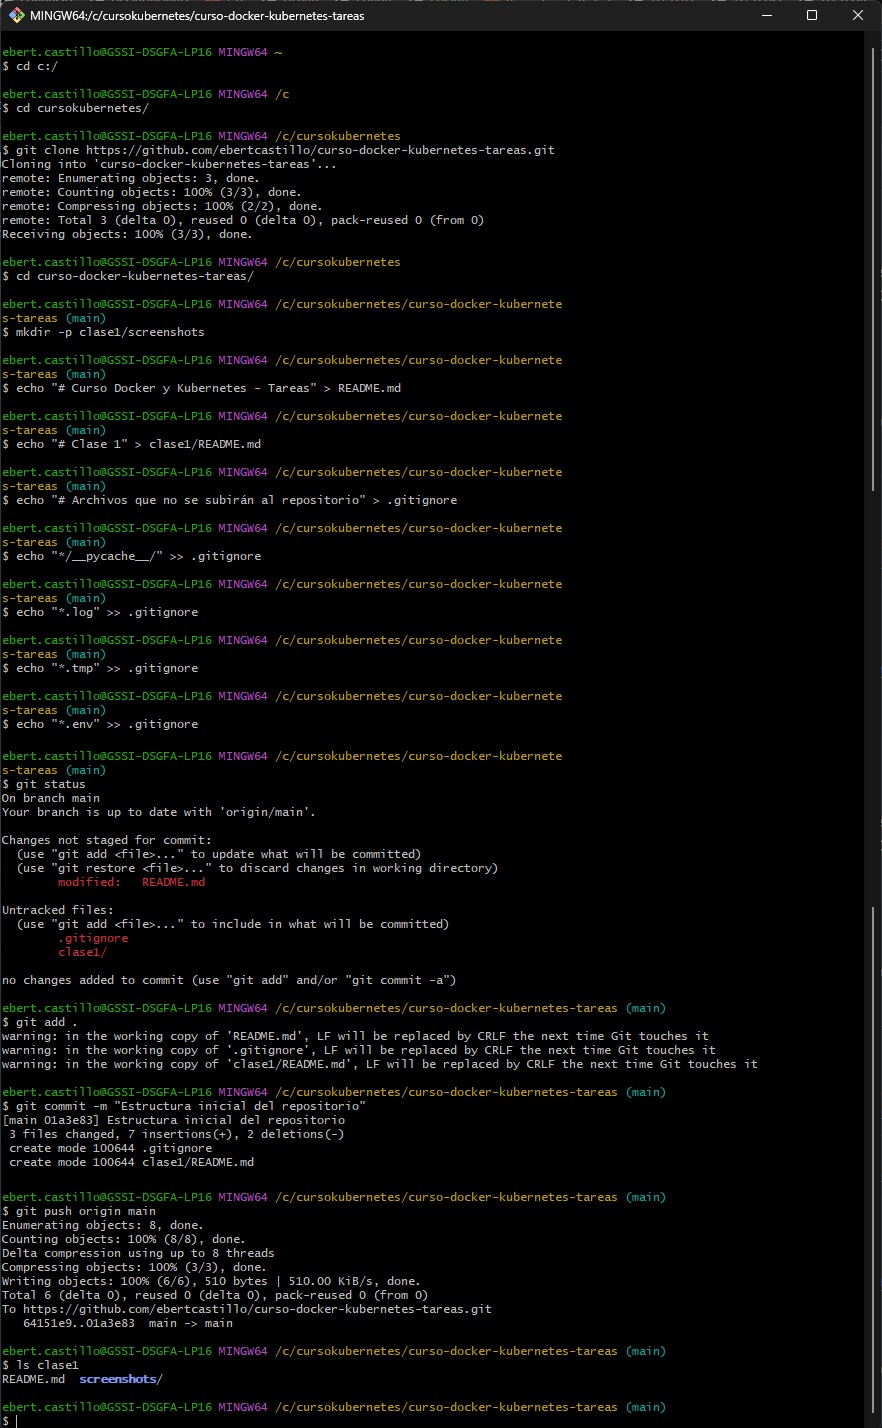 MINGW64:/c/cursokubernetes/curso-docker-kubernetes-tareas
ebert.castillo@GSSI-DSGFA-LP16 MINGW64 ~
$ cd c:/
ebert.castillo@GSSI-DSGFA-LP16 MINGW64 /c
$ cd cursokubernetes/
ebert.castillo@GSSI-DSGFA-LP16 MINGW64 /c/cursokubernetes
$ git clone https://github.com/ebertcastillo/curso-docker-kubernetes-tareas.git
Cloning into 'curso-docker-kubernetes-tareas'...
remote: Enumerating objects: 3, done.
remote: Counting objects: 100% (3/3), done.
remote: Compressing objects: 100% (2/2), done.
remote: Total 3 (delta 0), reused 0 (delta 0), pack-reused 0 (from 0)
Receiving objects: 100% (3/3), done.
ebert.castillo@GSSI-DSGFA-LP16 MINGW64 /c/cursokubernetes
$ cd curso-docker-kubernetes-tareas/
ebert.castillo@GSSI-DSGFA-LP16 MINGW64 /c/cursokubernetes/curso-docker-kubernete
s-tareas (main)
$ mkdir -p clase1/screenshots
ebert.castillo@GSSI-DSGFA-LP16 MINGW64 /c/cursokubernetes/curso-docker-kubernete
s-tareas (main)
$ echo "# Curso Docker y Kubernetes - Tareas" > README.md
ebert.castillo@GSSI-DSGFA-LP16 MINGW64 /c/cursokubernetes/curso-docker-kubernete
s-tareas (main)
$ echo "# Clase 1" > clase1/README.md
ebert.castillo@GSSI-DSGFA-LP16 MINGW64 /c/cursokubernetes/curso-docker-kubernete
s-tareas (main)
$ echo "# Archivos que no se subirán al repositorio" > .gitignore
ebert.castillo@GSSI-DSGFA-LP16 MINGW64 /c/cursokubernetes/curso-docker-kubernete
s-tareas (main)
$ echo "*/__pycache__/" >> .gitignore
ebert.castillo@GSSI-DSGFA-LP16 MINGW64 /c/cursokubernetes/curso-docker-kubernete
s-tareas (main)
$ echo "*.log" >> .gitignore
ebert.castillo@GSSI-DSGFA-LP16 MINGW64 /c/cursokubernetes/curso-docker-kubernete
s-tareas (main)
$ echo "*.tmp" >> .gitignore
ebert.castillo@GSSI-DSGFA-LP16 MINGW64 /c/cursokubernetes/curso-docker-kubernete
s-tareas (main)
$ echo "*.env" >> .gitignore
ebert.castillo@GSSI-DSGFA-LP16 MINGW64 /c/cursokubernetes/curso-docker-kubernete
s-tareas (main)
$ git status
On branch main
Your branch is up to date with 'origin/main'.
Changes not staged for commit:
(use "git add <file>..." to update what will be committed)
(use "git restore <file>..." to discard changes in working directory)
modified:   README.md
Untracked files:
(use "git add <file>..." to include in what will be committed)
.gitignore
clase1/
no changes added to commit (use "git add" and/or "git commit -a")
ebert.castillo@GSSI-DSGFA-LP16 MINGW64 /c/cursokubernetes/curso-docker-kubernetes-tareas (main)
$ git add .
warning: in the working copy of 'README.md', LF will be replaced by CRLF the next time Git touches it
warning: in the working copy of '.gitignore', LF will be replaced by CRLF the next time Git touches it
warning: in the working copy of 'clase1/README.md', LF will be replaced by CRLF the next time Git touches it
ebert.castillo@GSSI-DSGFA-LP16 MINGW64 /c/cursokubernetes/curso-docker-kubernetes-tareas (main)
$ git commit -m "Estructura inicial del repositorio"
[main 01a3e83] Estructura inicial del repositorio
3 files changed, 7 insertions(+), 2 deletions(-)
create mode 100644 .gitignore
create mode 100644 clase1/README.md
ebert.castillo@GSSI-DSGFA-LP16 MINGW64 /c/cursokubernetes/curso-docker-kubernetes-tareas (main)
$ git push origin main
Enumerating objects: 8, done.
Counting objects: 100% (8/8), done.
Delta compression using up to 8 threads
Compressing objects: 100% (3/3), done.
Writing objects: 100% (6/6), 510 bytes | 510.00 KiB/s, done.
Total 6 (delta 0), reused 0 (delta 0), pack-reused 0 (from 0)
To https://github.com/ebertcastillo/curso-docker-kubernetes-tareas.git
64151e9..01a3e83  main -> main
ebert.castillo@GSSI-DSGFA-LP16 MINGW64 /c/cursokubernetes/curso-docker-kubernetes-tareas (main)
$ ls clase1
README.md  screenshots/
ebert.castillo@GSSI-DSGFA-LP16 MINGW64 /c/cursokubernetes/curso-docker-kubernetes-tareas (main)
$